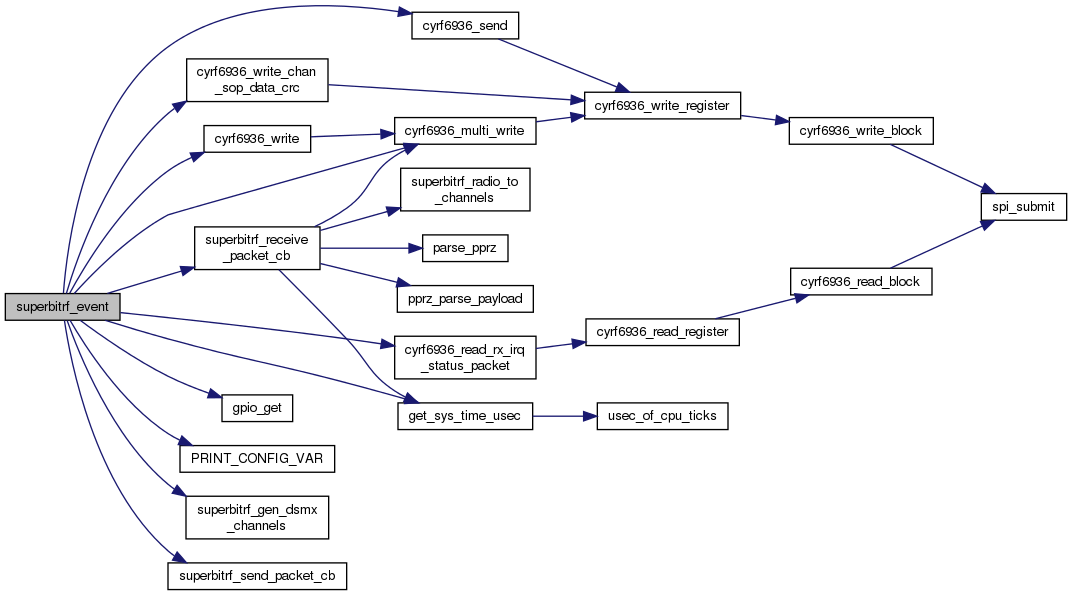 cyrf6936_send
cyrf6936_write_chan
_sop_data_crc
cyrf6936_write_register
cyrf6936_multi_write
cyrf6936_write_block
cyrf6936_write
superbitrf_radio_to
_channels
spi_submit
superbitrf_receive
_packet_cb
parse_pprz
cyrf6936_read_block
pprz_parse_payload
superbitrf_event
cyrf6936_read_register
cyrf6936_read_rx_irq
_status_packet
gpio_get
get_sys_time_usec
usec_of_cpu_ticks
PRINT_CONFIG_VAR
superbitrf_gen_dsmx
_channels
superbitrf_send_packet_cb